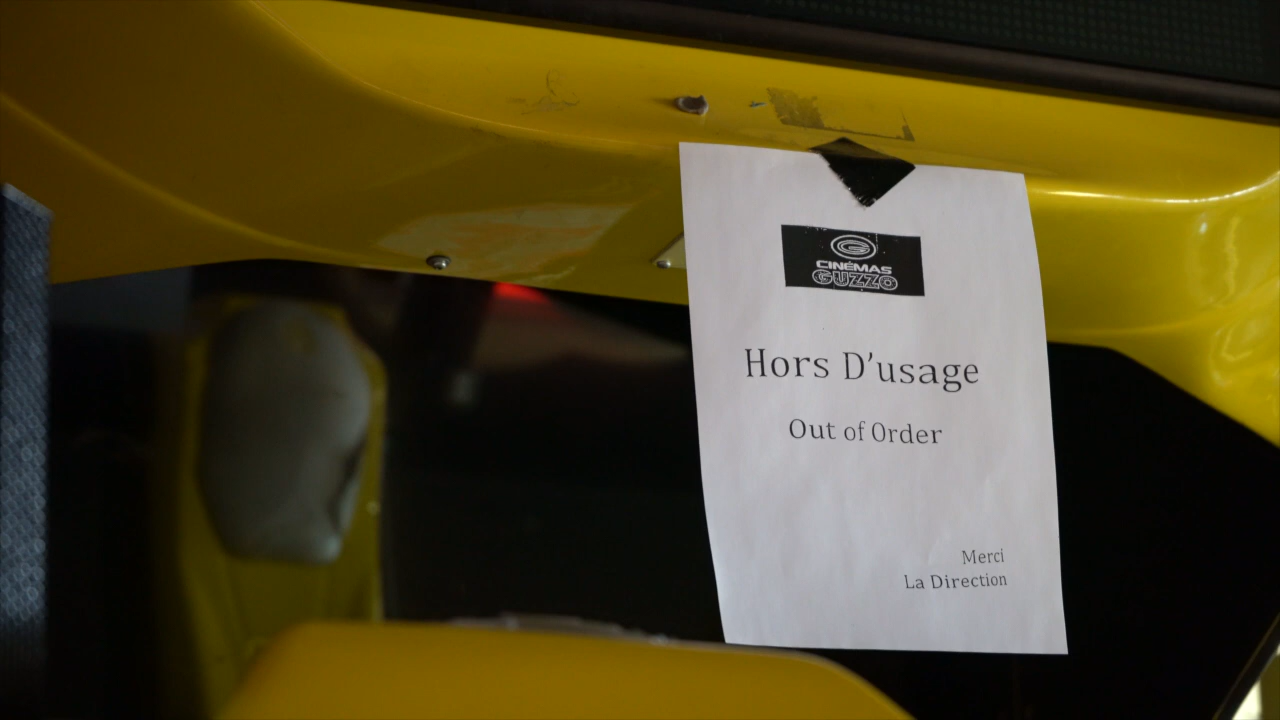 CINÉMAS
GUZZO
Hors D'usage
Out of Order
Merci
La Direction